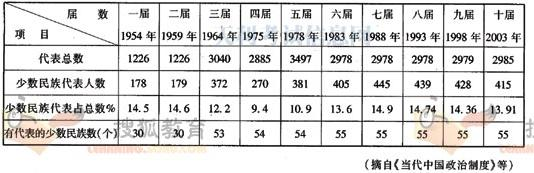 届 数 一届 二届 三届 四届 五届 六届 七届 八届 九届 十届
项 目 1954年 1959年 1964年 1975年 1978年 1983年 1988年 1993年 1998年 2003年
代表总数 1226 1226 3040 2885 3497 2978 2978 2978 2979 2985
少数民族代表人数 178 179 372 270 381 405 445 439 428 415
少数民族代表占总数% 14.5 14.6 12.2 9.4 10.9 13.6 14.9 14.74 14.36 13.91
有代表的少数民族数(个) 30 30 53 54 54 55 55 55 55 55
搜狐教育
搜狐教育
(摘自《当代中国政治制度》等)